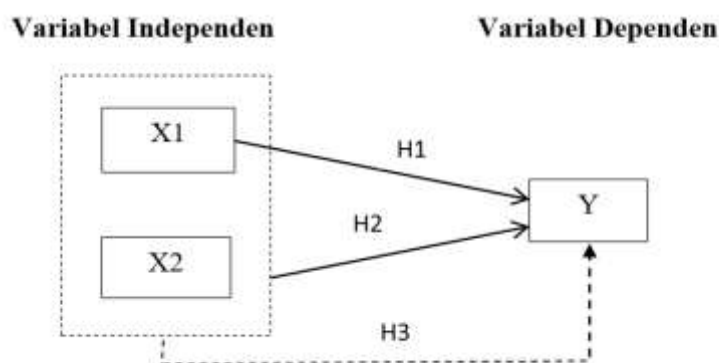 Variabel Independen
Variabel Dependen
X1
H1
Y
H2
X2
H3